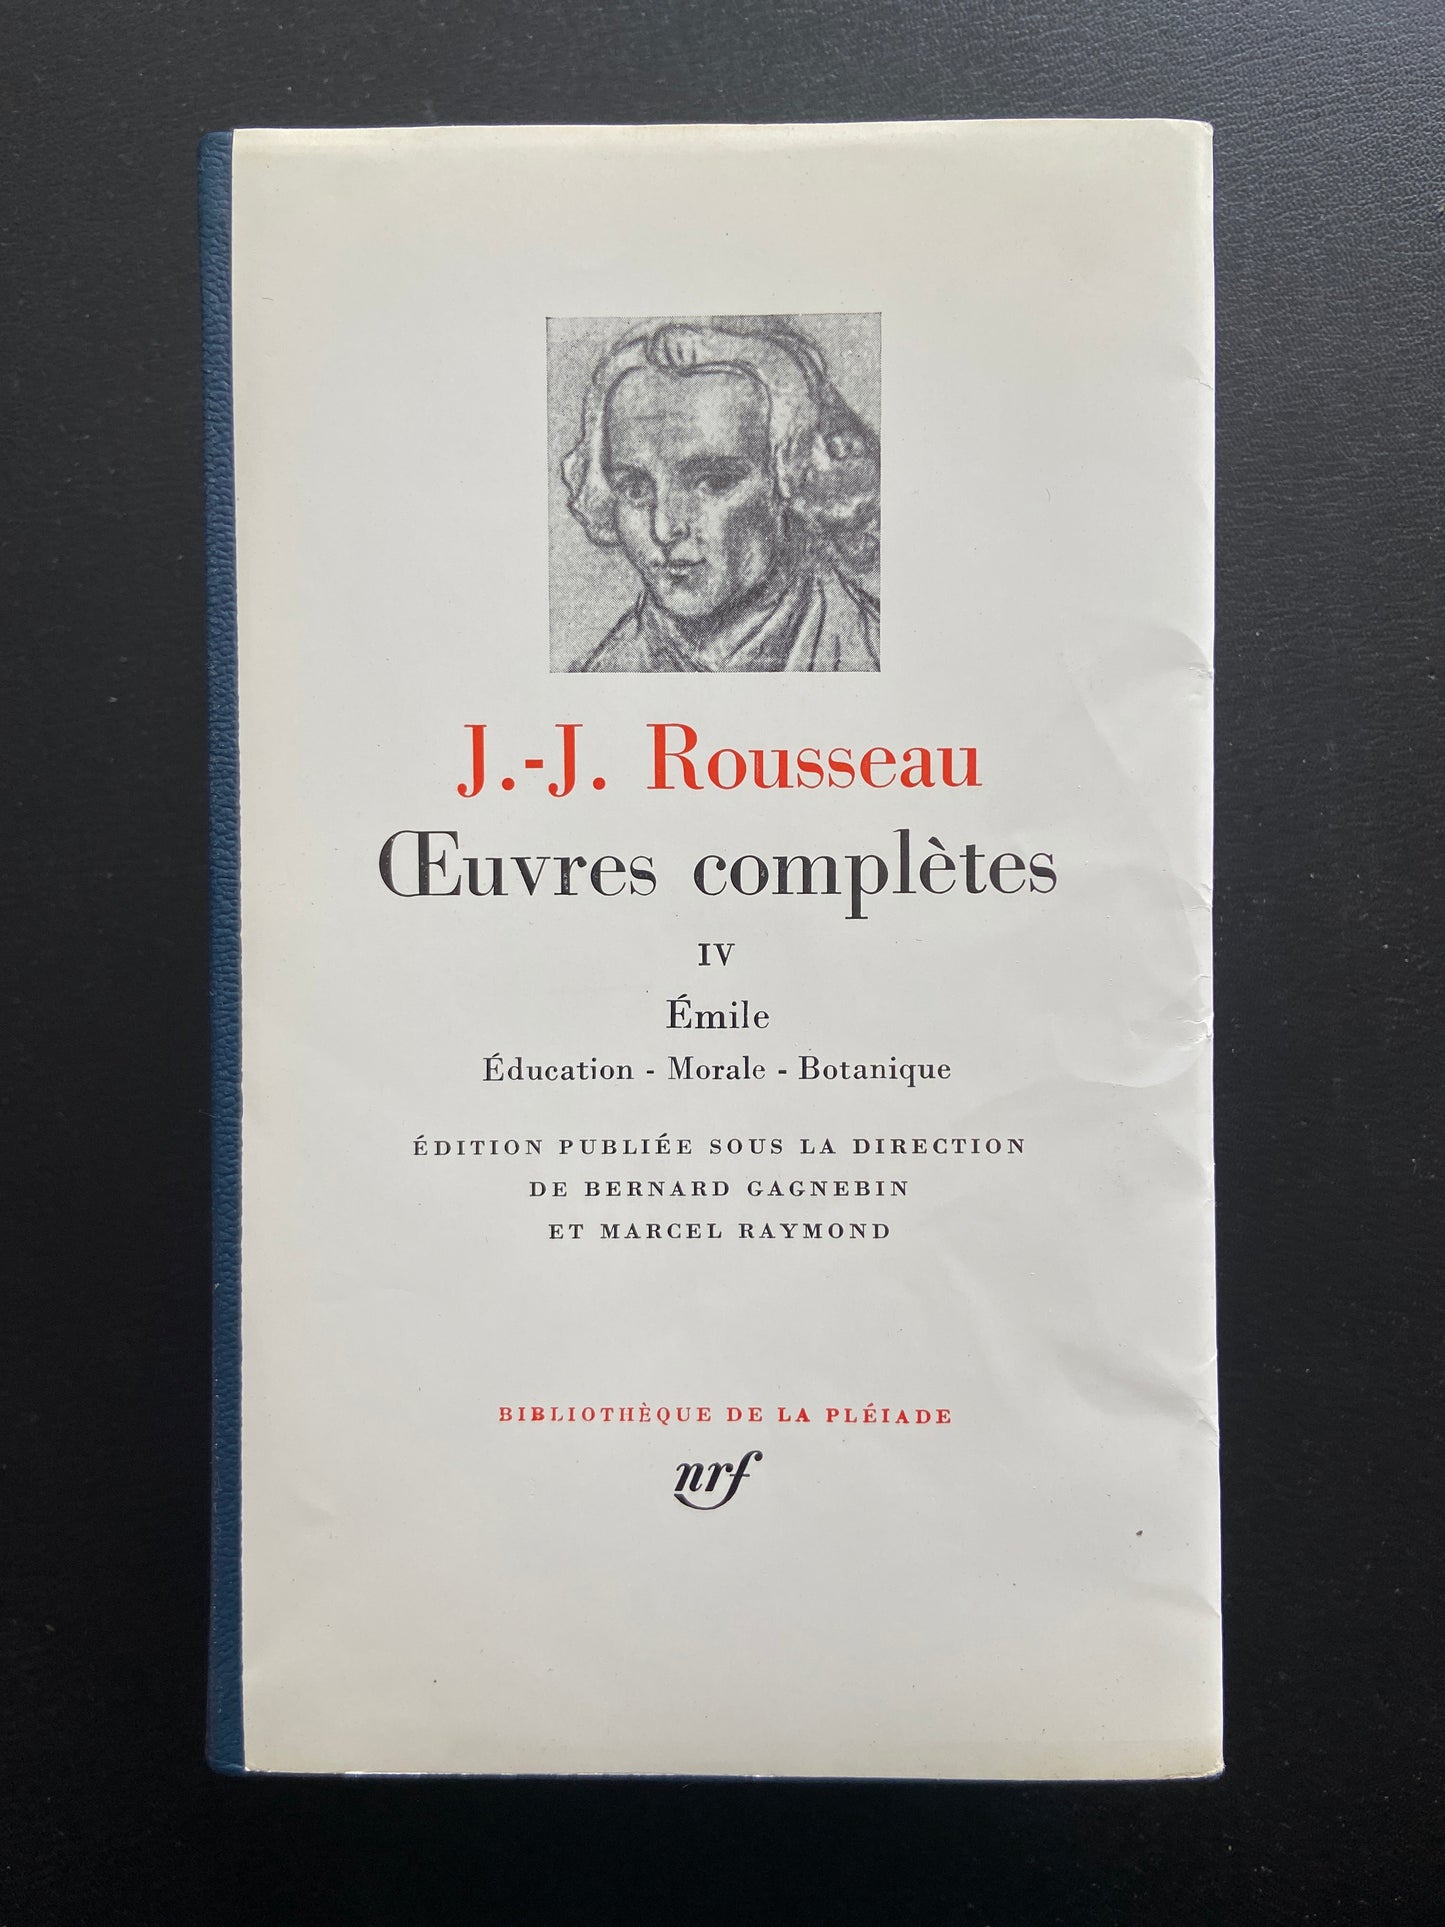 J.-J. Rousseau
Œuvres complètes
IV
Émile
Éducation - Morale - Botanique
ÉDITION PUBLIÉE SOUS LA DIRECTION
DE BERNARD GAGNEBIN
ET MARCEL RAYMOND
BIBLIOTHÈQUE DE LA PLÉIADE
nrf